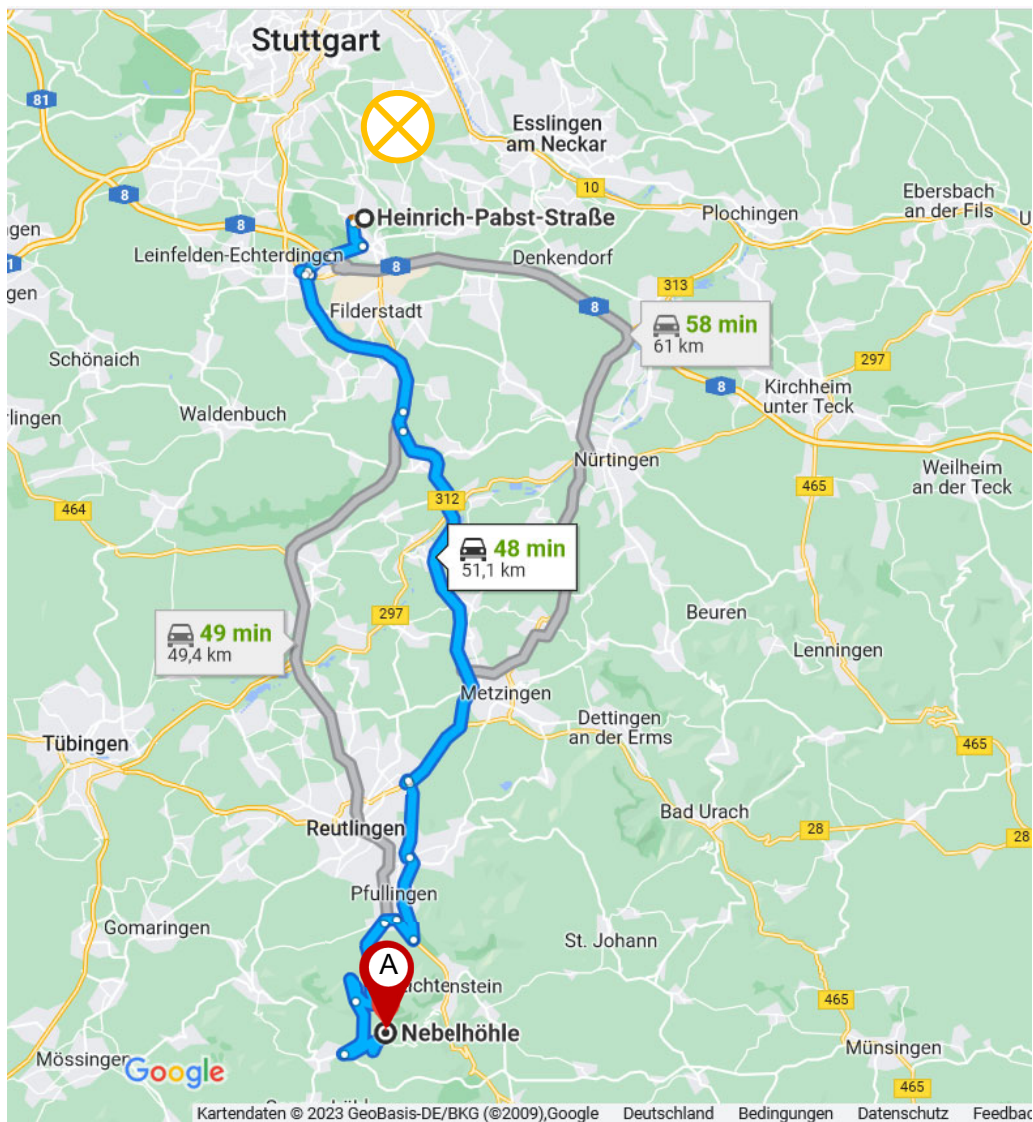 Stuttgart
81
Esslingen
am Neckar
10
Ebersbach
an der Fils
8
Plochingen
8
Heinrich-Pabst-Straße
Leinfelden-Echterdingen
8
Denkendorf
313
8
Filderstadt
58 min
61 km
Schönaich
297
8
Kirchheim
unter Teck
Waldenbuch
Nürtingen
Weilheim
an der Teck
465
312
464
48 min
51,1 km
297
Beuren
49 min
49,4 km
Lenningen
Metzingen
Dettingen
an der Erms
Tübingen
465
Bad Urach
Reutlingen
28
28
Pfullingen
Gomaringen
St. Johann
A
ichtenstein
465
Nebelhöhle
Mössingen
Google
Münsingen
465
Kartendaten © 2023 GeoBasis-DE/BKG (©2009),Google Deutschland Bedingungen Datenschutz Feedbac